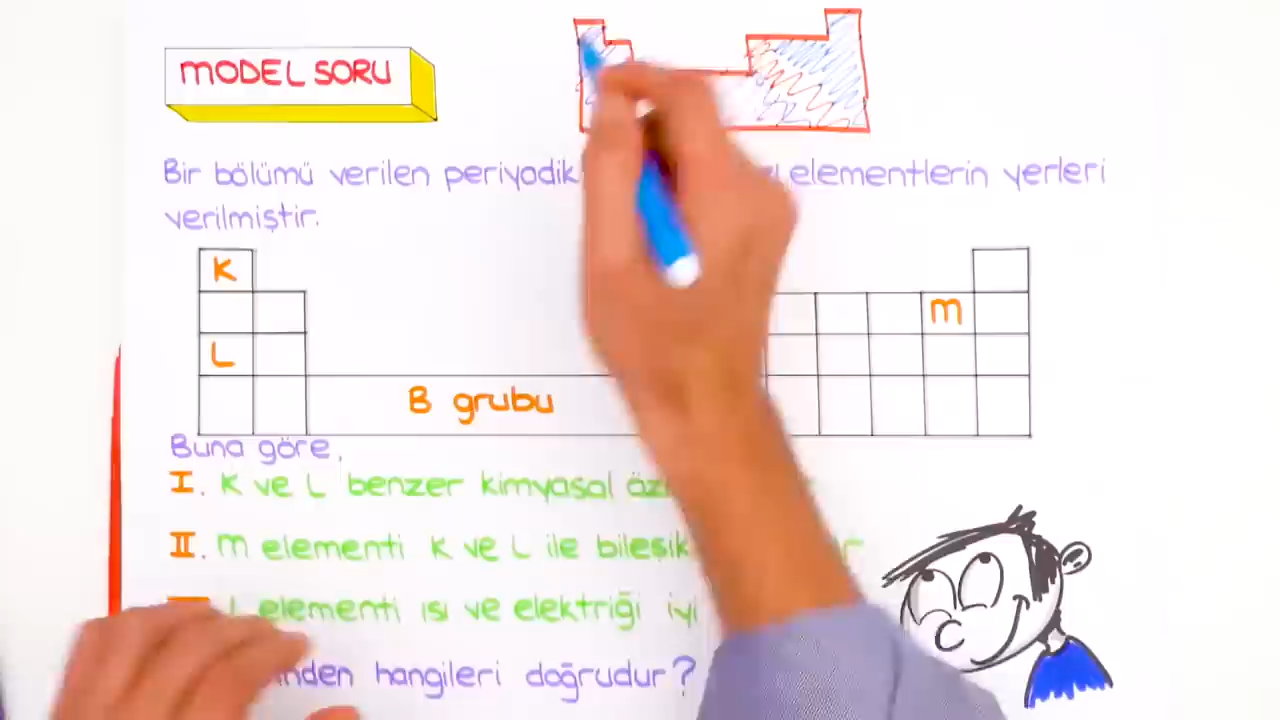 MODEL SORU
Bir bölümü verilen periyodik elementlerin yerleri
verilmiştir.
K
M
L
B grubu
Buna göre,
I. K ve L benzer kimyasal
II. M elementi K ve L ile bileşik
L elementi ısı ve elektriği iyi
hangileri doğrudur?